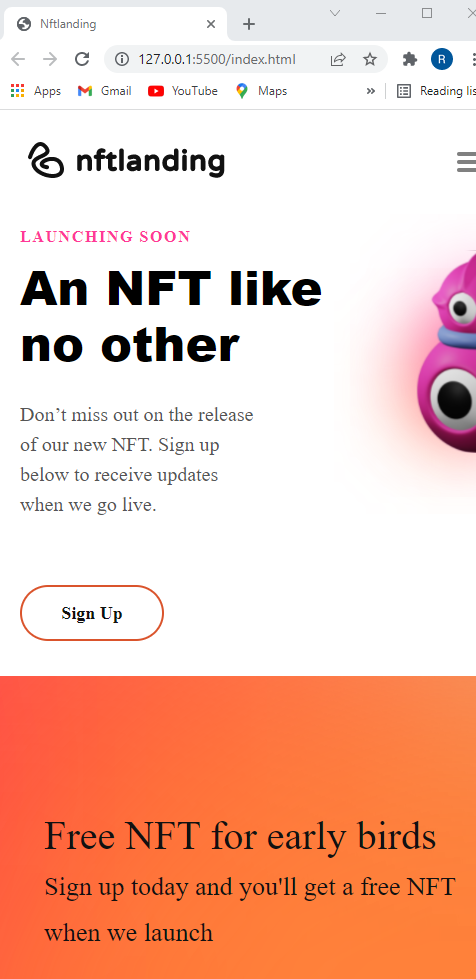 Nftlanding
127.0.0.1:5500/index.html
R
Apps Gmail YouTube Maps » Reading lis
nftlanding
LAUNCHING SOON
An NFT like
no other
Don’t miss out on the release
of our new NFT. Sign up
below to receive updates
when we go live.
Sign Up
Free NFT for early birds
Sign up today and you'll get a free NFT
when we launch